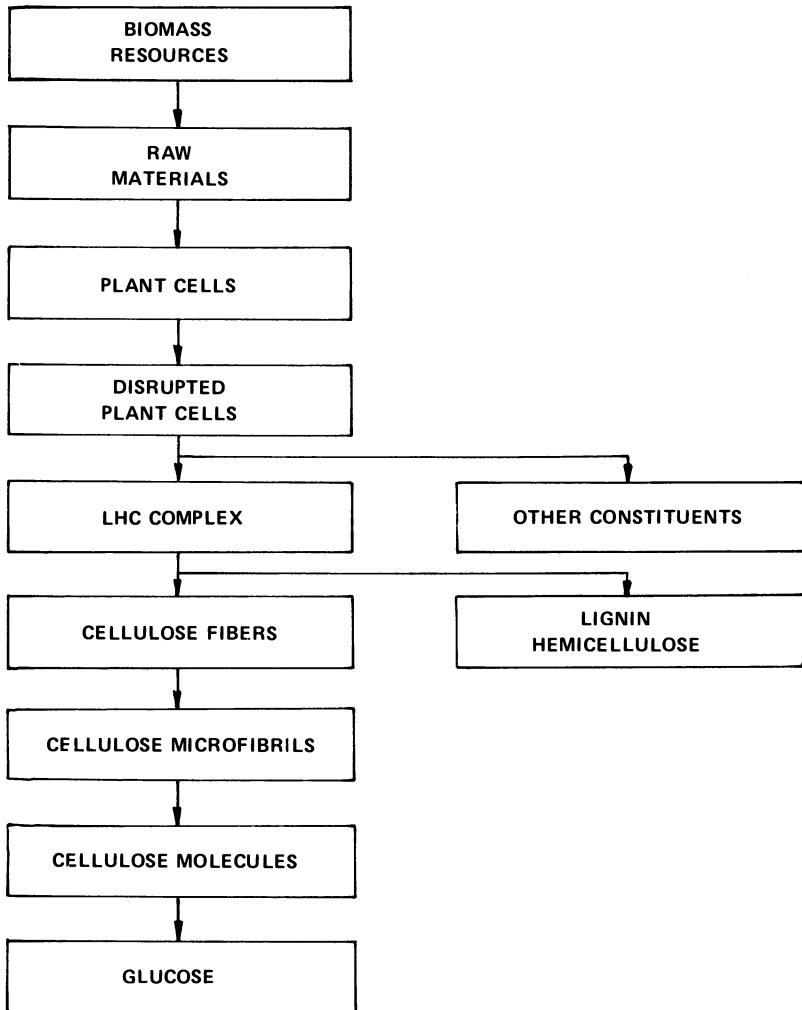 BIOMASS
RESOURCES
RAW
MATERIALS
PLANT CELLS
DISRUPTED
PLANT CELLS
LHC COMPLEX
OTHER CONSTITUENTS
CELLULOSE FIBERS
LIGNIN
HEMICELLULOSE
CELLULOSE MICROFIBRILS
CELLULOSE MOLECULES
GLUCOSE